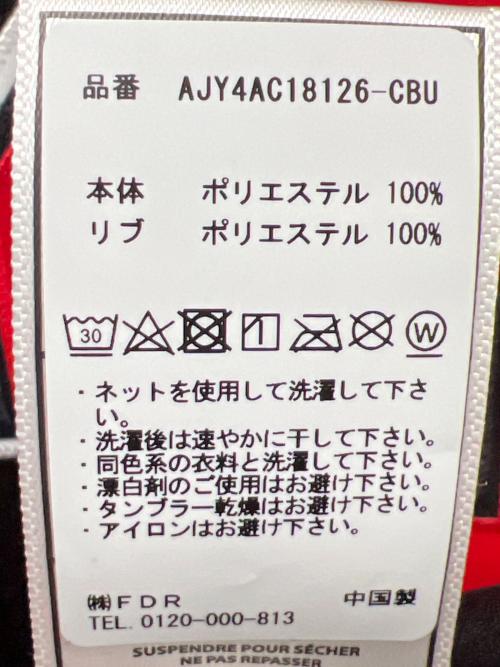 品番 AJY4AC18126-CBU
本体 ポリエステル 100%
リブ ポリエステル 100%
30 W
・ネットを使用して洗濯して下さ
い。
・洗濯後は速やかに干して下さい。
・同色系の衣料と洗濯して下さい。
・漂白剤のご使用はお避け下さい。
・タンブラー乾燥はお避け下さい。
・アイロンはお避け下さい。
㈱FDR 中国製
TEL. 0120-000-813
SUSPENDRE POUR SÉCHER
NE PAS REPASSER